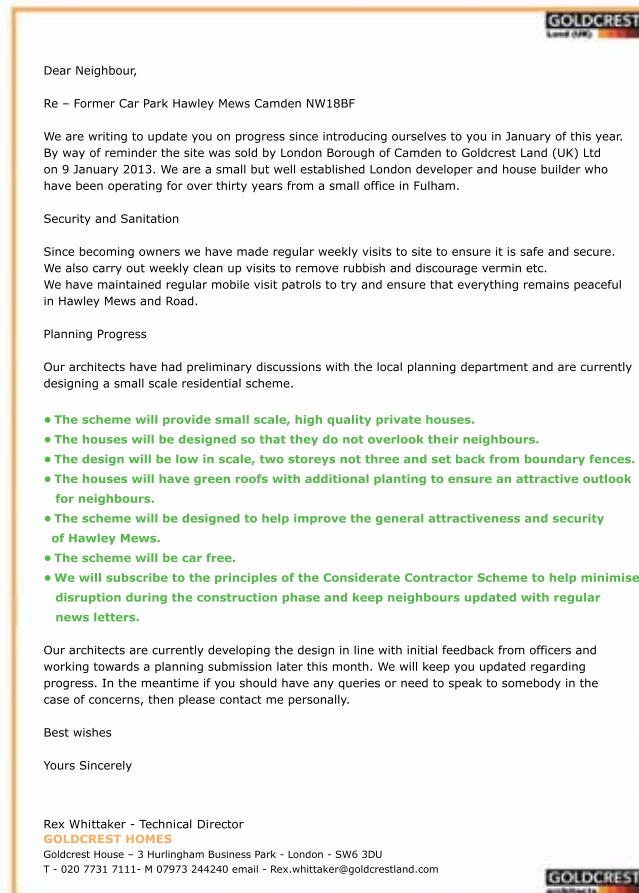 GOLDCREST
Land (UK)
Dear Neighbour,
Re – Former Car Park Hawley Mews Camden NW18BF
We are writing to update you on progress since introducing ourselves to you in January of this year.
By way of reminder the site was sold by London Borough of Camden to Goldcrest Land (UK) Ltd
on 9 January 2013. We are a small but well established London developer and house builder who
have been operating for over thirty years from a small office in Fulham.
Security and Sanitation
Since becoming owners we have made regular weekly visits to site to ensure it is safe and secure.
We also carry out weekly clean up visits to remove rubbish and discourage vermin etc.
We have maintained regular mobile visit patrols to try and ensure that everything remains peaceful
in Hawley Mews and Road.
Planning Progress
Our architects have had preliminary discussions with the local planning department and are currently
designing a small scale residential scheme.
• The scheme will provide small scale, high quality private houses.
• The houses will be designed so that they do not overlook their neighbours.
• The design will be low in scale, two storeys not three and set back from boundary fences.
• The houses will have green roofs with additional planting to ensure an attractive outlook
for neighbours.
• The scheme will be designed to help improve the general attractiveness and security
of Hawley Mews.
• The scheme will be car free.
• We will subscribe to the principles of the Considerate Contractor Scheme to help minimise
disruption during the construction phase and keep neighbours updated with regular
news letters.
Our architects are currently developing the design in line with initial feedback from officers and
working towards a planning submission later this month. We will keep you updated regarding
progress. In the meantime if you should have any queries or need to speak to somebody in the
case of concerns, then please contact me personally.
Best wishes
Yours Sincerely
Rex Whittaker - Technical Director
GOLDCREST HOMES
Goldcrest House – 3 Hurlingham Business Park - London - SW6 3DU
T - 020 7731 7111- M 07973 244240 email - Rex.whittaker@goldcrestland.com
GOLDCREST
architects